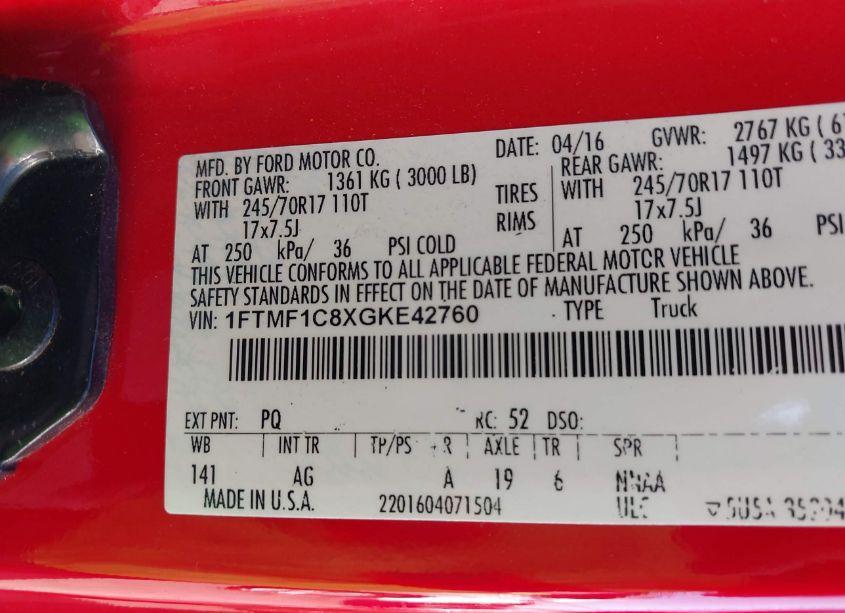 MFD. BY FORD MOTOR CO. DATE: 04/16 GVWR: 2767 KG ( 
FRONT GAWR: 1361 KG ( 3000 LB) REAR GAWR: 1497 KG ( 
WITH 245/70R17 110T TIRES WITH 245/70R17 110T
17x7.5J RIMS 17x7.5J
AT 250 kPa/ 36 PSI COLD AT 250 kPa/ 36 PSI
THIS VEHICLE CONFORMS TO ALL APPLICABLE FEDERAL MOTOR VEHICLE
SAFETY STANDARDS IN EFFECT ON THE DATE OF MANUFACTURE SHOWN ABOVE.
VIN: 1FTMF1C8XGKE42760 TYPE Truck
EXT PNT: PQ RC: 52 DSO:
WB INT TR TP/PS R AXLE TR SPR
141 AG A 19 6 NNAA
MADE IN U.S.A. 2201604071504